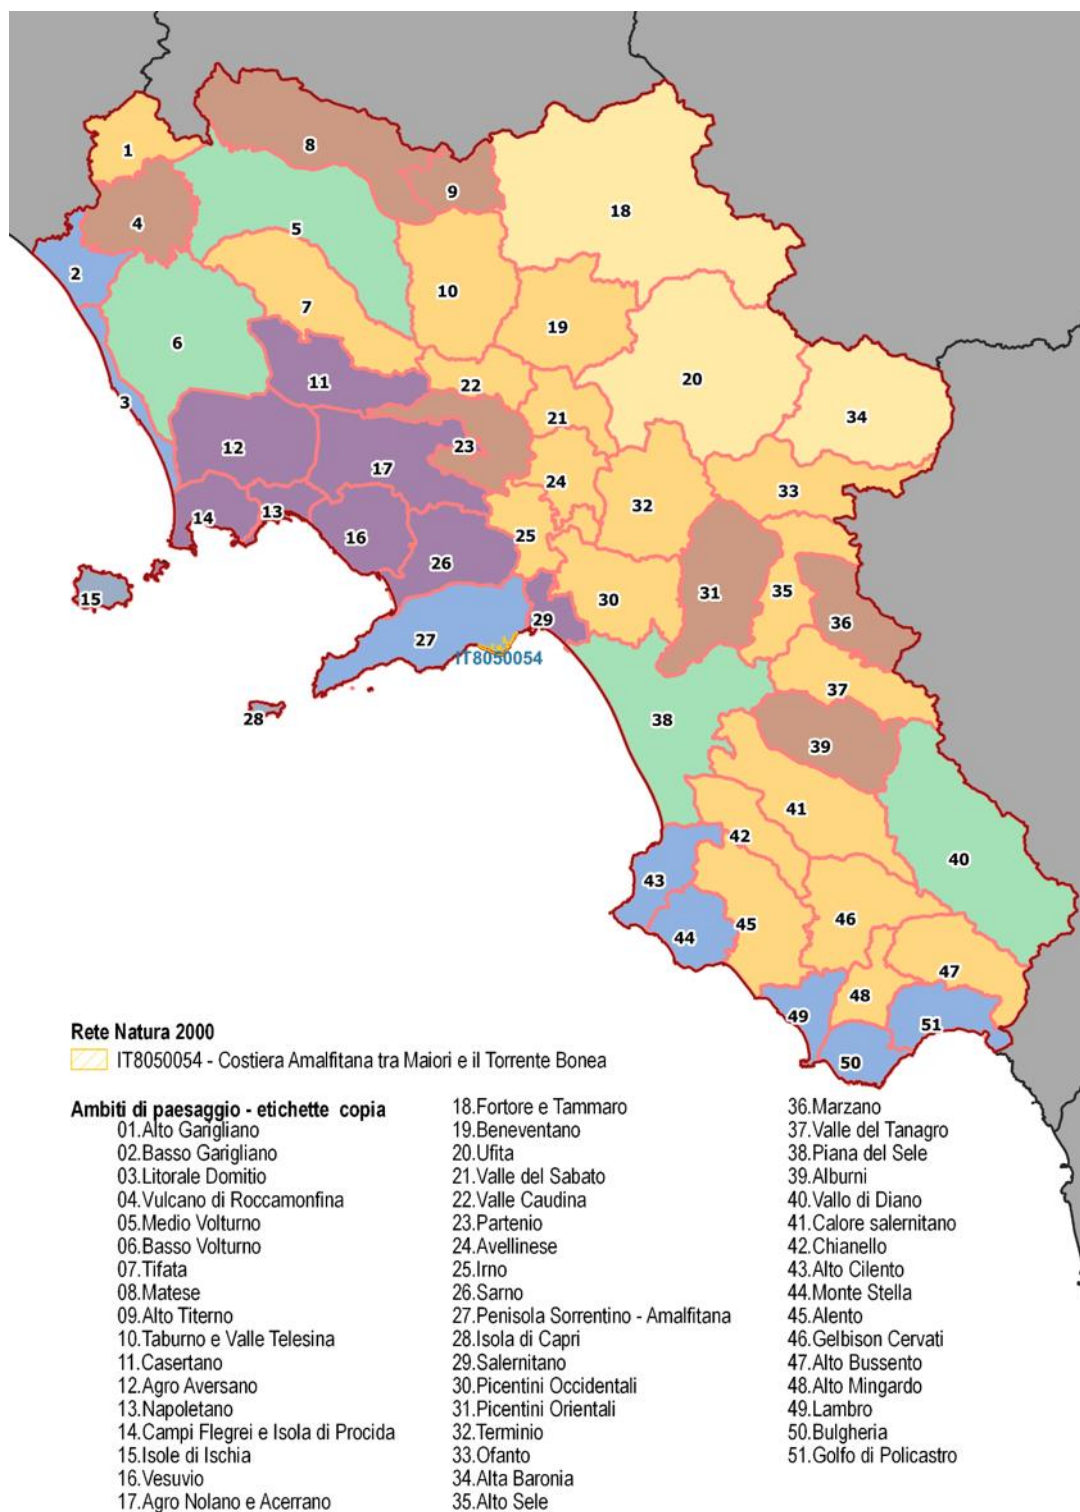 1
8
9
4
18
5
2
10
7
19
6
20
22
11
3
21
34
12
23
17
24
33
32
14
13
25
16
26
31
35
15
30
29
36
27
IT8050054
37
28
38
39
41
42
40
43
46
45
44
47
48
49
51
50
Rete Natura 2000
IT8050054 - Costiera Amalfitana tra Maiori e il Torrente Bonea
Ambiti di paesaggio - etichette copia
01.Alto Garigliano
02.Basso Garigliano
03.Litorale Domitio
04.Vulcano di Roccamonfina
05.Medio Volturno
06.Basso Volturno
07.Tifata
08.Matese
09.Alto Titerno
10.Taburno e Valle Telesina
11.Casertano
12.Agro Aversano
13.Napoletano
14.Campi Flegrei e Isola di Procida
15.Isole di Ischia
16.Vesuvio
17.Agro Nolano e Acerrano
18.Fortore e Tammaro
19.Beneventano
20.Ufita
21.Valle del Sabato
22.Valle Caudina
23.Partenio
24.Avellinese
25.Irno
26.Sarno
27.Penisola Sorrentino - Amalfitana
28.Isola di Capri
29.Salernitano
30.Picentini Occidentali
31.Picentini Orientali
32.Terminio
33.Ofanto
34.Alta Baronia
35.Alto Sele
36.Marzano
37.Valle del Tanagro
38.Piana del Sele
39.Alburni
40.Vallo di Diano
41.Calore salernitano
42.Chianello
43.Alto Cilento
44.Monte Stella
45.Alento
46.Gelbison Cervati
47.Alto Bussento
48.Alto Mingardo
49.Lambro
50.Bulgheria
51.Golfo di Policastro